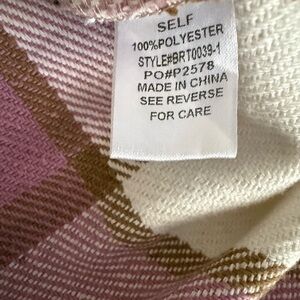 SELF
100%POLYESTER
STYLE#BRT0039-1
PO#P2578
MADE IN CHINA
SEE REVERSE
FOR CARE